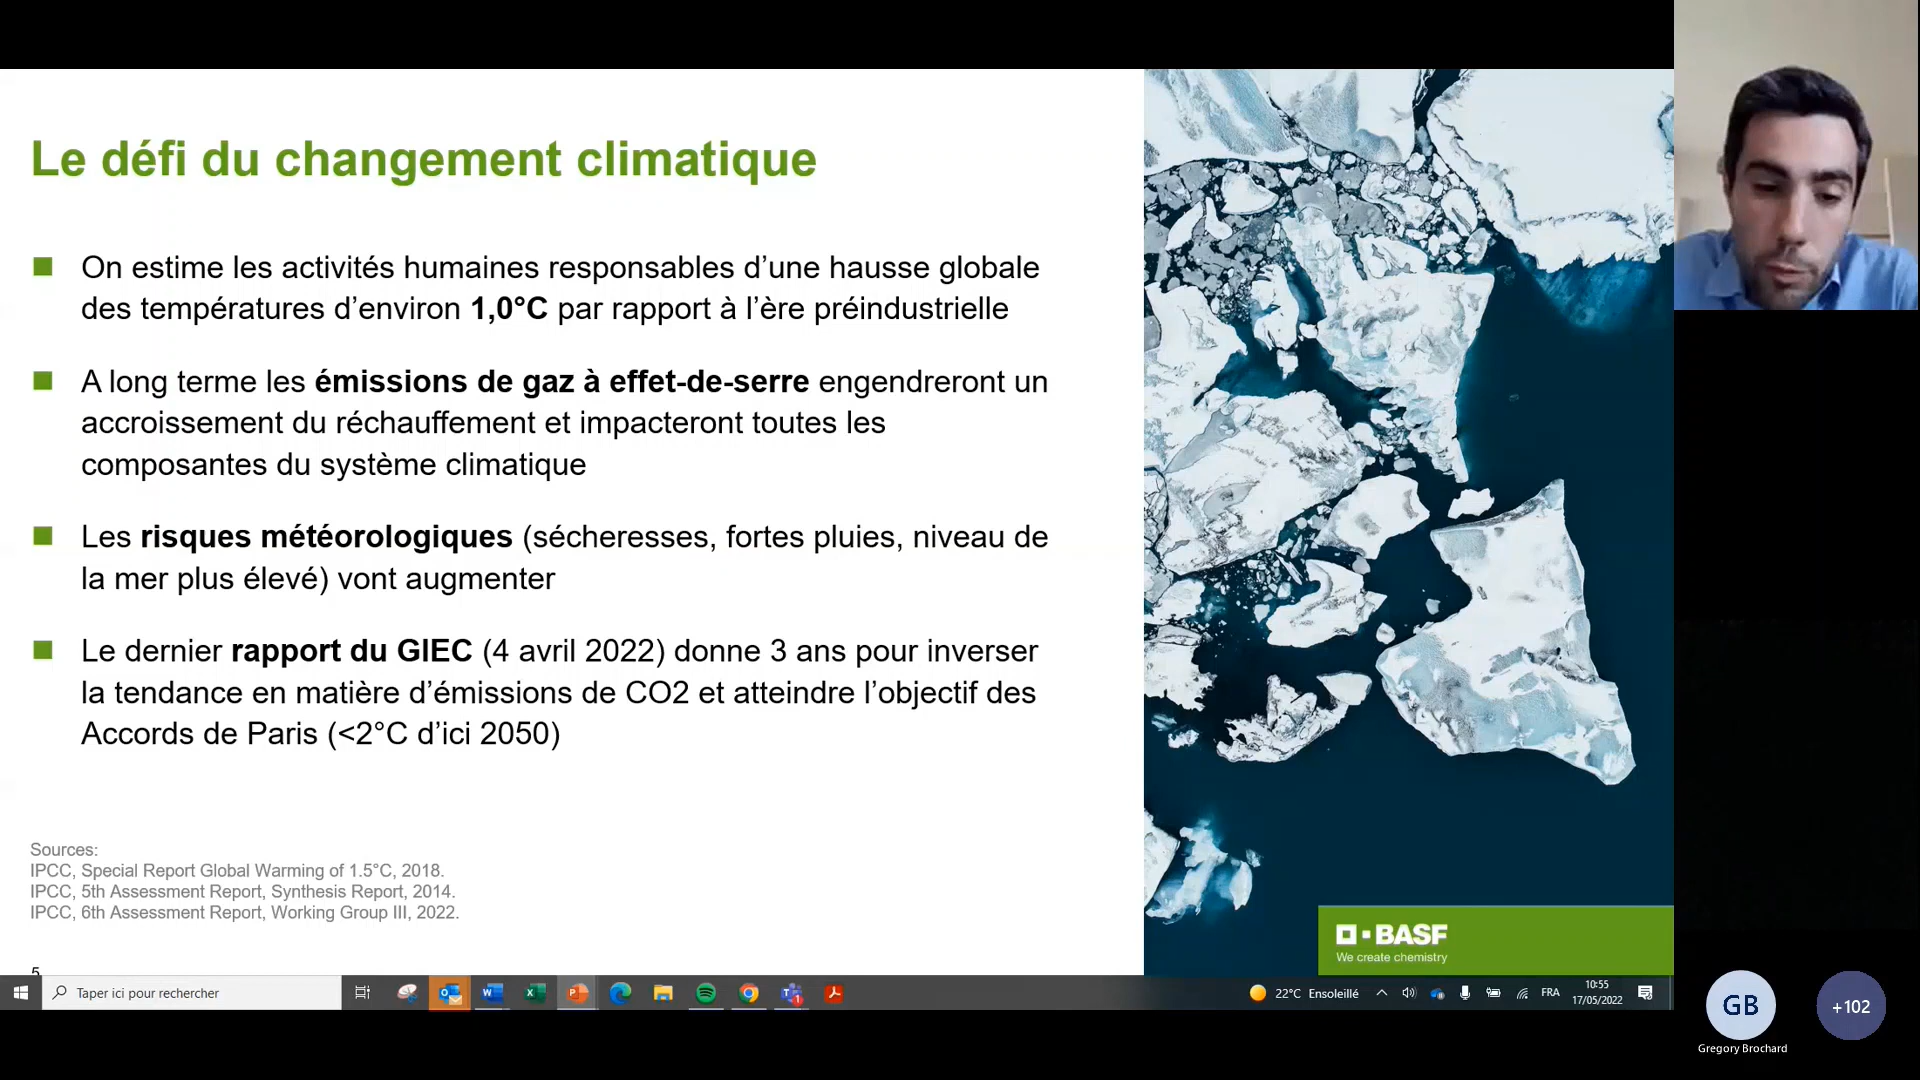 Le défi du changement climatique
On estime les activités humaines responsables d’une hausse globale
des températures d’environ 1,0°C par rapport à l’ère préindustrielle
A long terme les émissions de gaz à effet-de-serre engendreront un
accroissement du réchauffement et impacteront toutes les
composantes du système climatique
Les risques météorologiques (sécheresses, fortes pluies, niveau de
la mer plus élevé) vont augmenter
Le dernier rapport du GIEC (4 avril 2022) donne 3 ans pour inverser
la tendance en matière d’émissions de CO2 et atteindre l’objectif des
Accords de Paris (<2°C d’ici 2050)
Sources:
IPCC, Special Report Global Warming of 1.5°C, 2018.
IPCC, 5th Assessment Report, Synthesis Report, 2014.
IPCC, 6th Assessment Report, Working Group III, 2022.
5
BASF
We create chemistry
Taper ici pour rechercher
22°C Ensoleillé
FRA
10:55
17/05/2022
GB
Gregory Brochard
+102